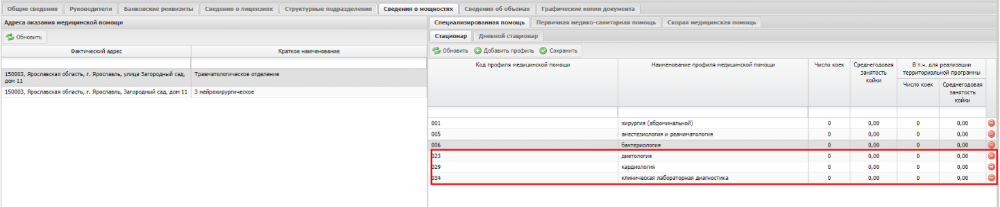 Общие сведения Руководители Банковские реквизиты Сведения о лицензиях Структурные подразделения Сведения о мощностях Сведения об объемах Графические копии документа
Адреса оказания медицинской помощи
Обновить
Фактический адрес Краткое наименование
150003, Ярославская область, г. Ярославль, улица Загородный сад, дом 11 Травматологическое отделение
150003, Ярославская область, г. Ярославль, Загородный сад, дом 11 3 нейрохирургическое
Специализированная помощь Первичная медико-санитарная помощь Скорая медицинская помощь
Стационар Дневной стационар
Обновить Добавить профиль Сохранить
Код профиля медицинской помощи Наименование профиля медицинской помощи Число коек Среднегодовая занятость койки В т.ч. для реализации территориальной программы
Число коек Среднегодовая занятость койки
001 хирургия (абдоминальной) 0 0,00 0 0,00
005 анестезиология и реаниматология 0 0,00 0 0,00
006 бактериология 0 0,00 0 0,00
023 диетология 0 0,00 0 0,00
029 кардиология 0 0,00 0 0,00
034 клиническая лабораторная диагностика 0 0,00 0 0,00